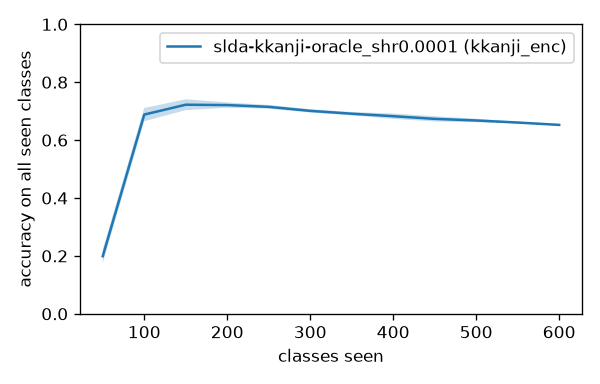 1.0
0.8
0.6
0.4
0.2
0.0
accuracy on all seen classes
slda-kkanji-oracle_shr0.0001 (kkanji_enc)
100 200 300 400 500 600
classes seen